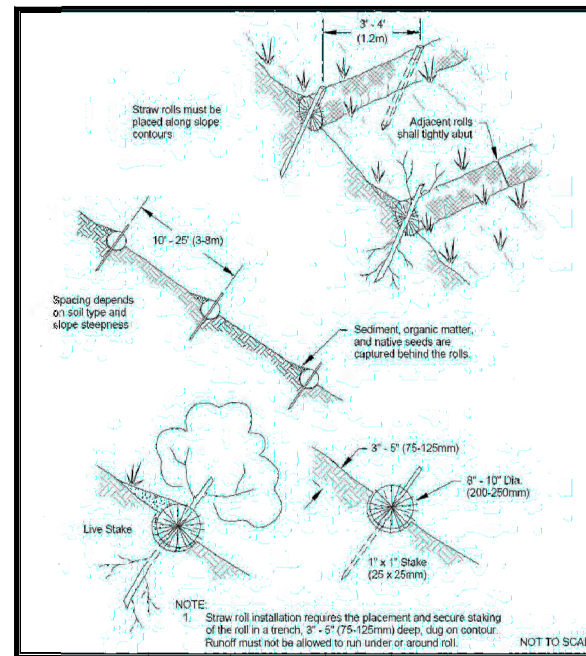 3' - 4'
(1.2m)
Straw rolls must be
placed along slope
contours
Adjacent rolls
shall tightly abut
10' - 25' (3-8m)
Spacing depends
on soil type and
slope steepness
Sediment, organic matter,
and native seeds are
captured behind the rolls.
3" - 5" (75-125mm)
8" - 10" Dia.
(200-250mm)
Live Stake
1" x 1" Stake
(25 x 25mm)
NOTE:
1. Straw roll installation requires the placement and secure staking
of the roll in a trench, 3" - 5" (75-125mm) deep, dug on contour.
Runoff must not be allowed to run under or around roll.
NOT TO SCAL